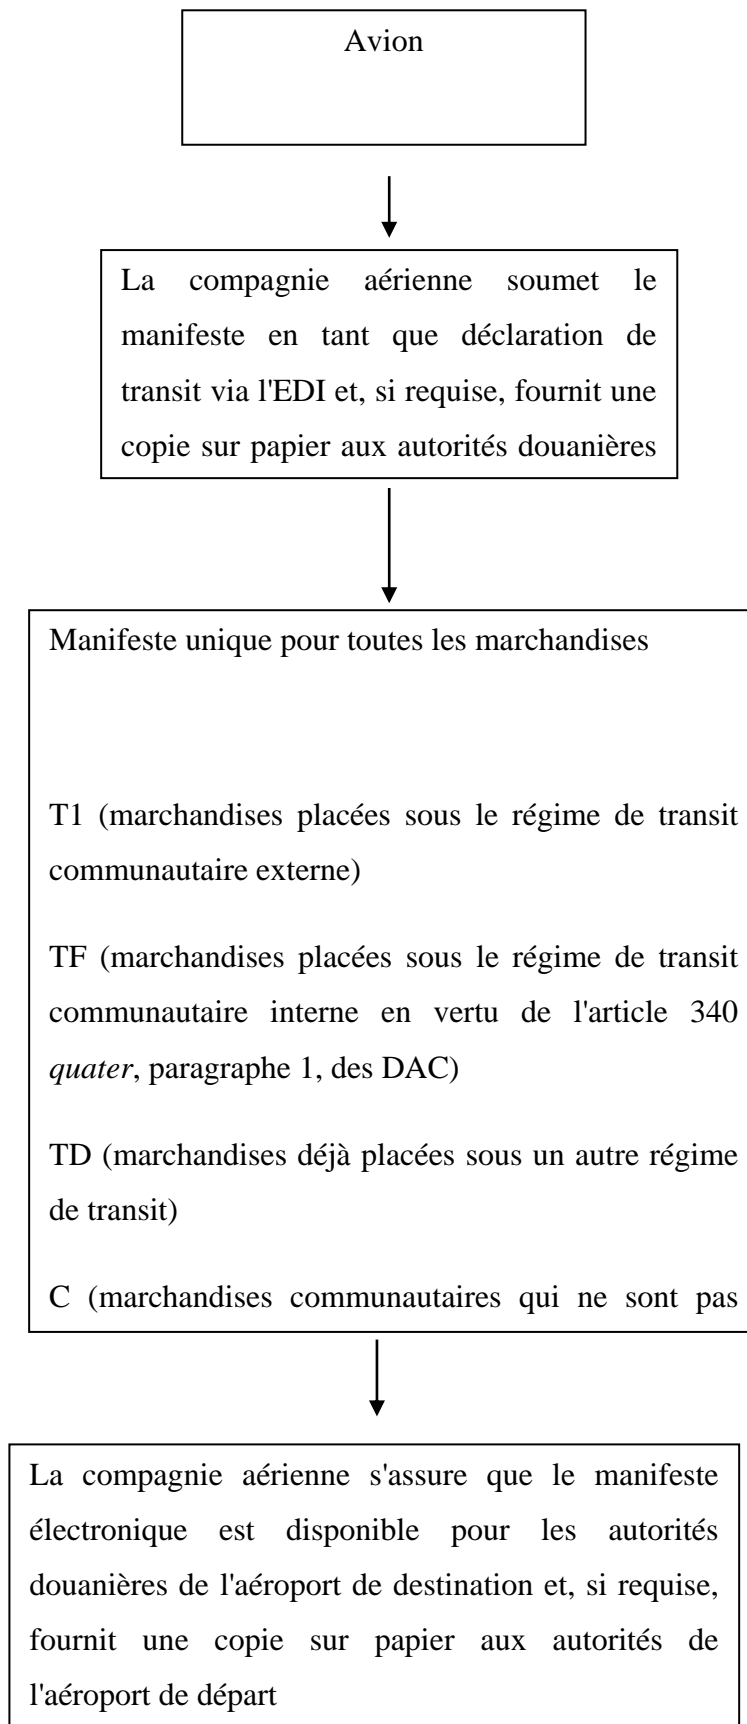 Avion
La compagnie aérienne soumet le
manifeste en tant que déclaration de
transit via l'EDI et, si requise, fournit une
copie sur papier aux autorités douanières
Manifeste unique pour toutes les marchandises
T1 (marchandises placées sous le régime de transit
communautaire externe)
TF (marchandises placées sous le régime de transit
communautaire interne en vertu de l'article 340
quater, paragraphe 1, des DAC)
TD (marchandises déjà placées sous un autre régime
de transit)
C (marchandises communautaires qui ne sont pas
La compagnie aérienne s'assure que le manifeste
électronique est disponible pour les autorités
douanières de l'aéroport de destination et, si requise,
fournit une copie sur papier aux autorités de
l'aéroport de départ